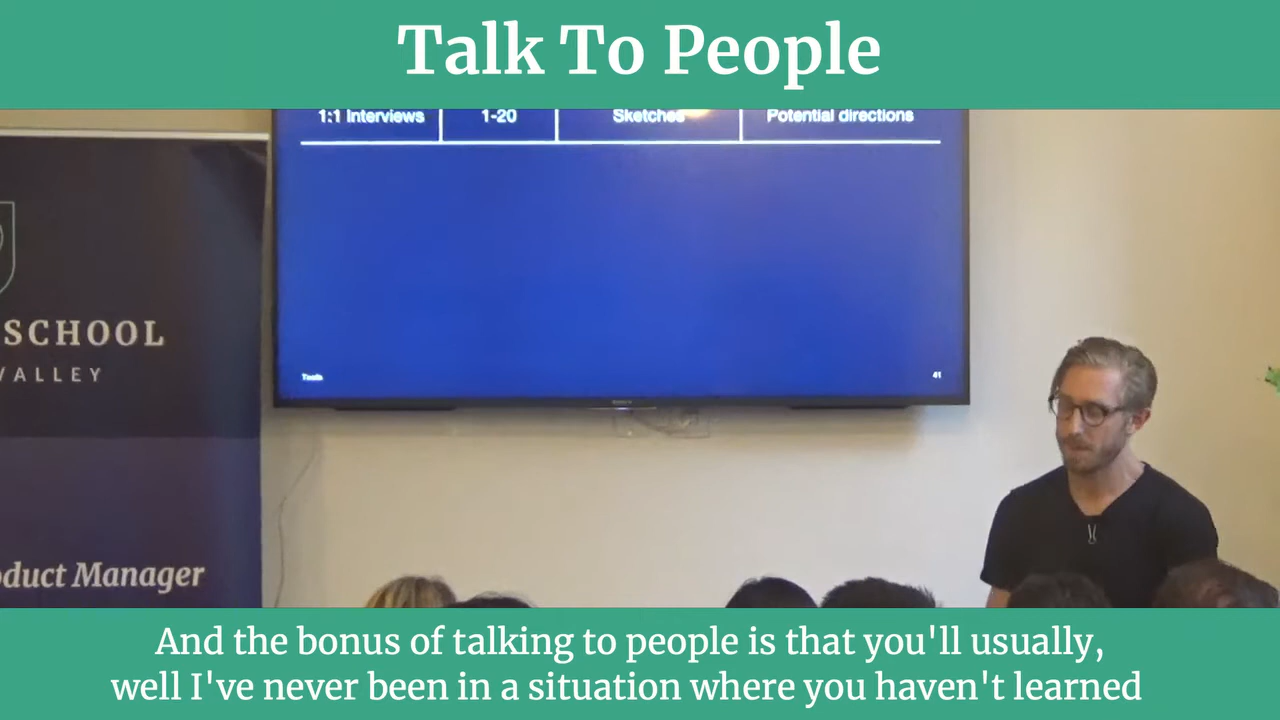 Talk To People
1:1 Interviews 1-20 Sketches Potential directions
SCHOOL
VALLEY
Tools 41
oduct Manager
And the bonus of talking to people is that you'll usually,
well I've never been in a situation where you haven't learned